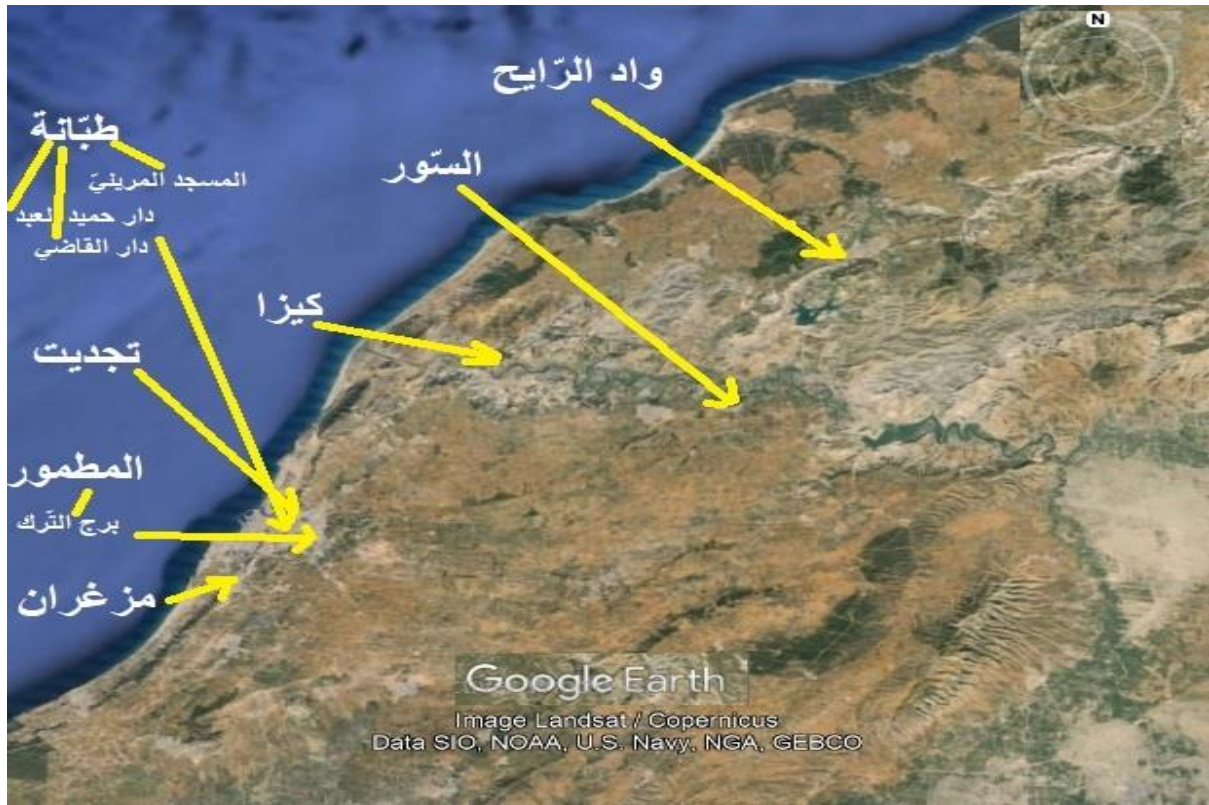 N
واد الرّايح
السّور
طبّانة
المسجد المرينيّ
دار حميد العبد
دار القاضي
كيزا
تجديت
المطمور
برج التّرك
مزغران
Google Earth
Image Landsat / Copernicus
Data SIO, NOAA, U.S. Navy, NGA, GEBCO